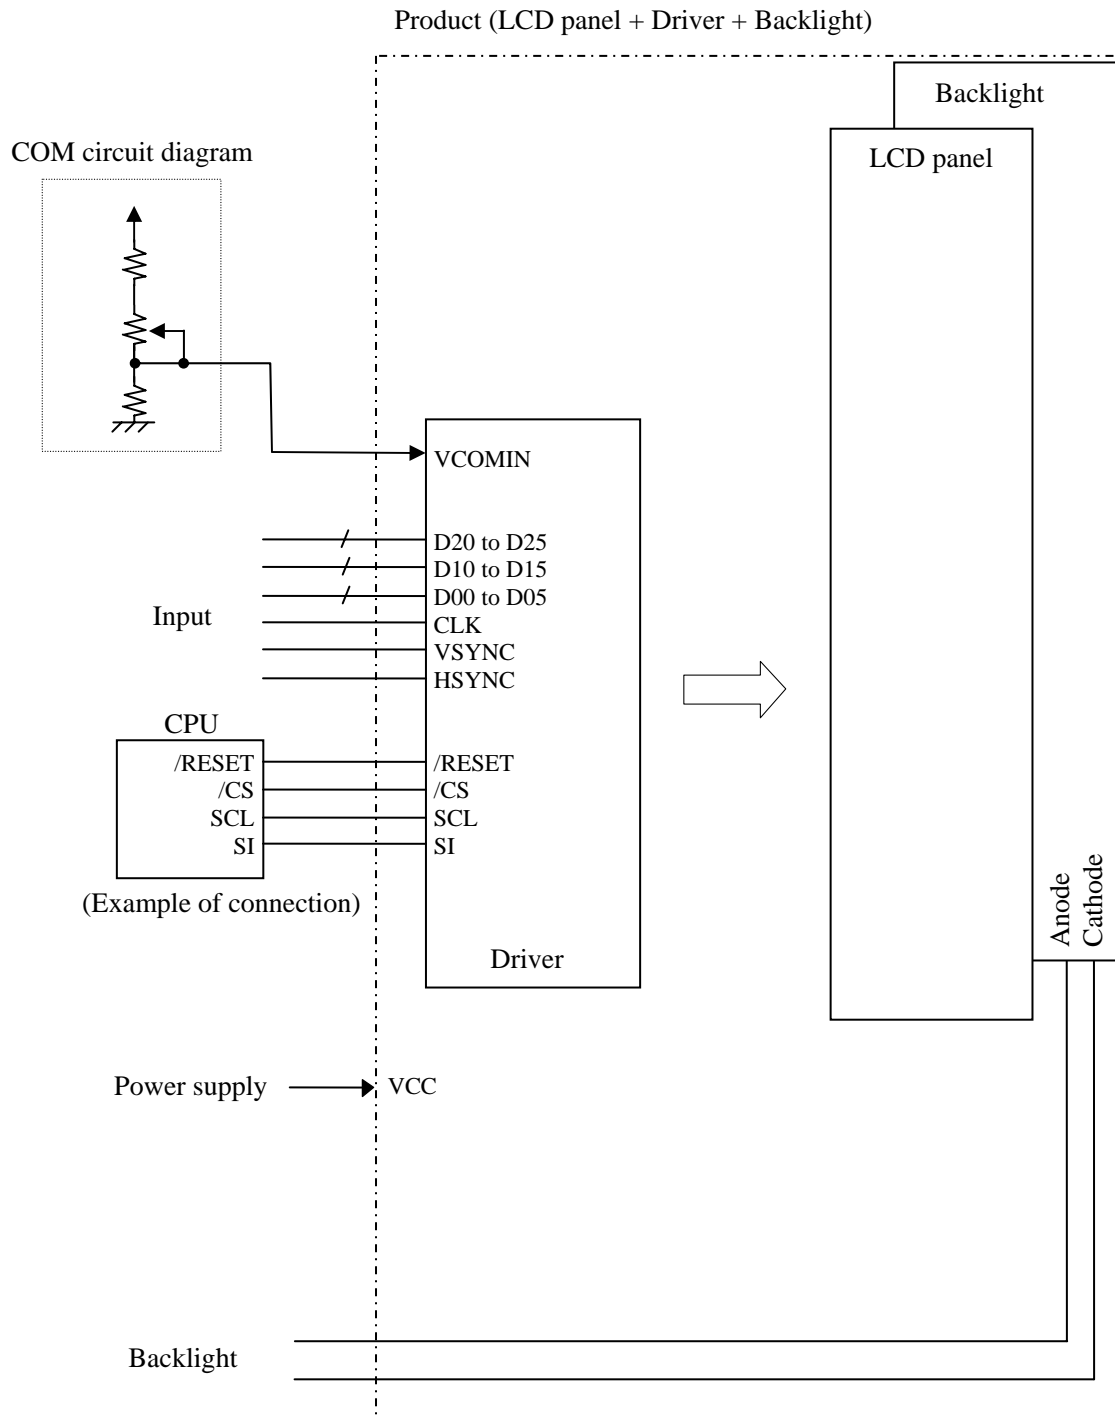 Product (LCD panel + Driver + Backlight)
Backlight
COM circuit diagram
LCD panel
VCOMIN
D20 to D25
D10 to D15
D00 to D05
Input
CLK
VSYNC
HSYNC
CPU
/RESET
/CS
SCL
SI
/RESET
/CS
SCL
SI
(Example of connection)
Driver
Anode
Cathode
Power supply
VCC
Backlight